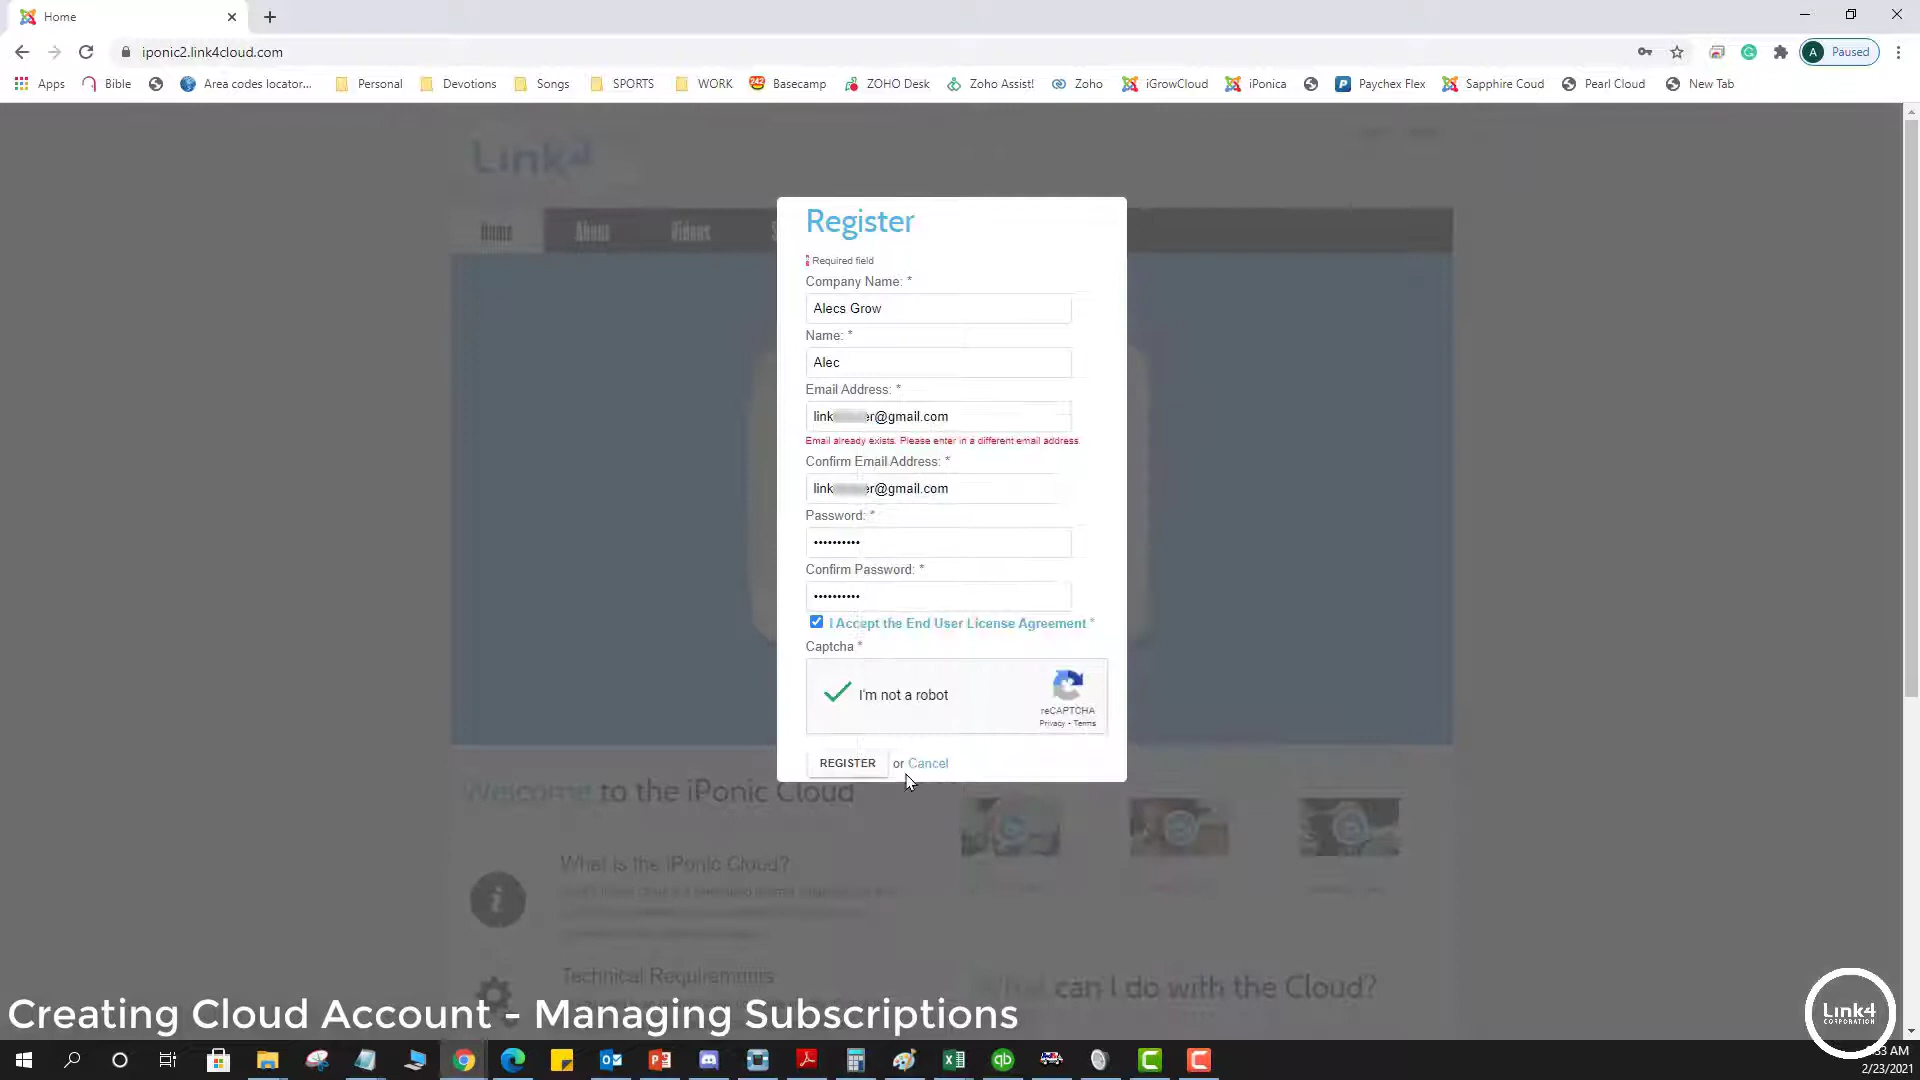 Home
iponic2.link4cloud.com
Paused
Apps
Bible
Area codes locator...
Personal
Devotions
Songs
SPORTS
WORK
Basecamp
ZOHO Desk
Zoho Assist!
Zoho
iGrowCloud
iPonica
Paychex Flex
Sapphire Coud
Pearl Cloud
New Tab
Link4
Home
About
Videos
Register
* Required field
Company Name: *
Alecs Grow
Name: *
Alec
Email Address: *
link er@gmail.com
Email already exists. Please enter in a different email address.
Confirm Email Address: *
link er@gmail.com
Password: *
••••••••••
Confirm Password: *
••••••••••
I Accept the End User License Agreement *
Captcha *
I'm not a robot
reCAPTCHA
Privacy - Terms
REGISTER or Cancel
Welcome to the iPonic Cloud
What is the iPonic Cloud?
Technical Requirements
What can I do with the Cloud?
Creating Cloud Account - Managing Subscriptions
Link4
CORPORATION
:33 AM
2/23/2021